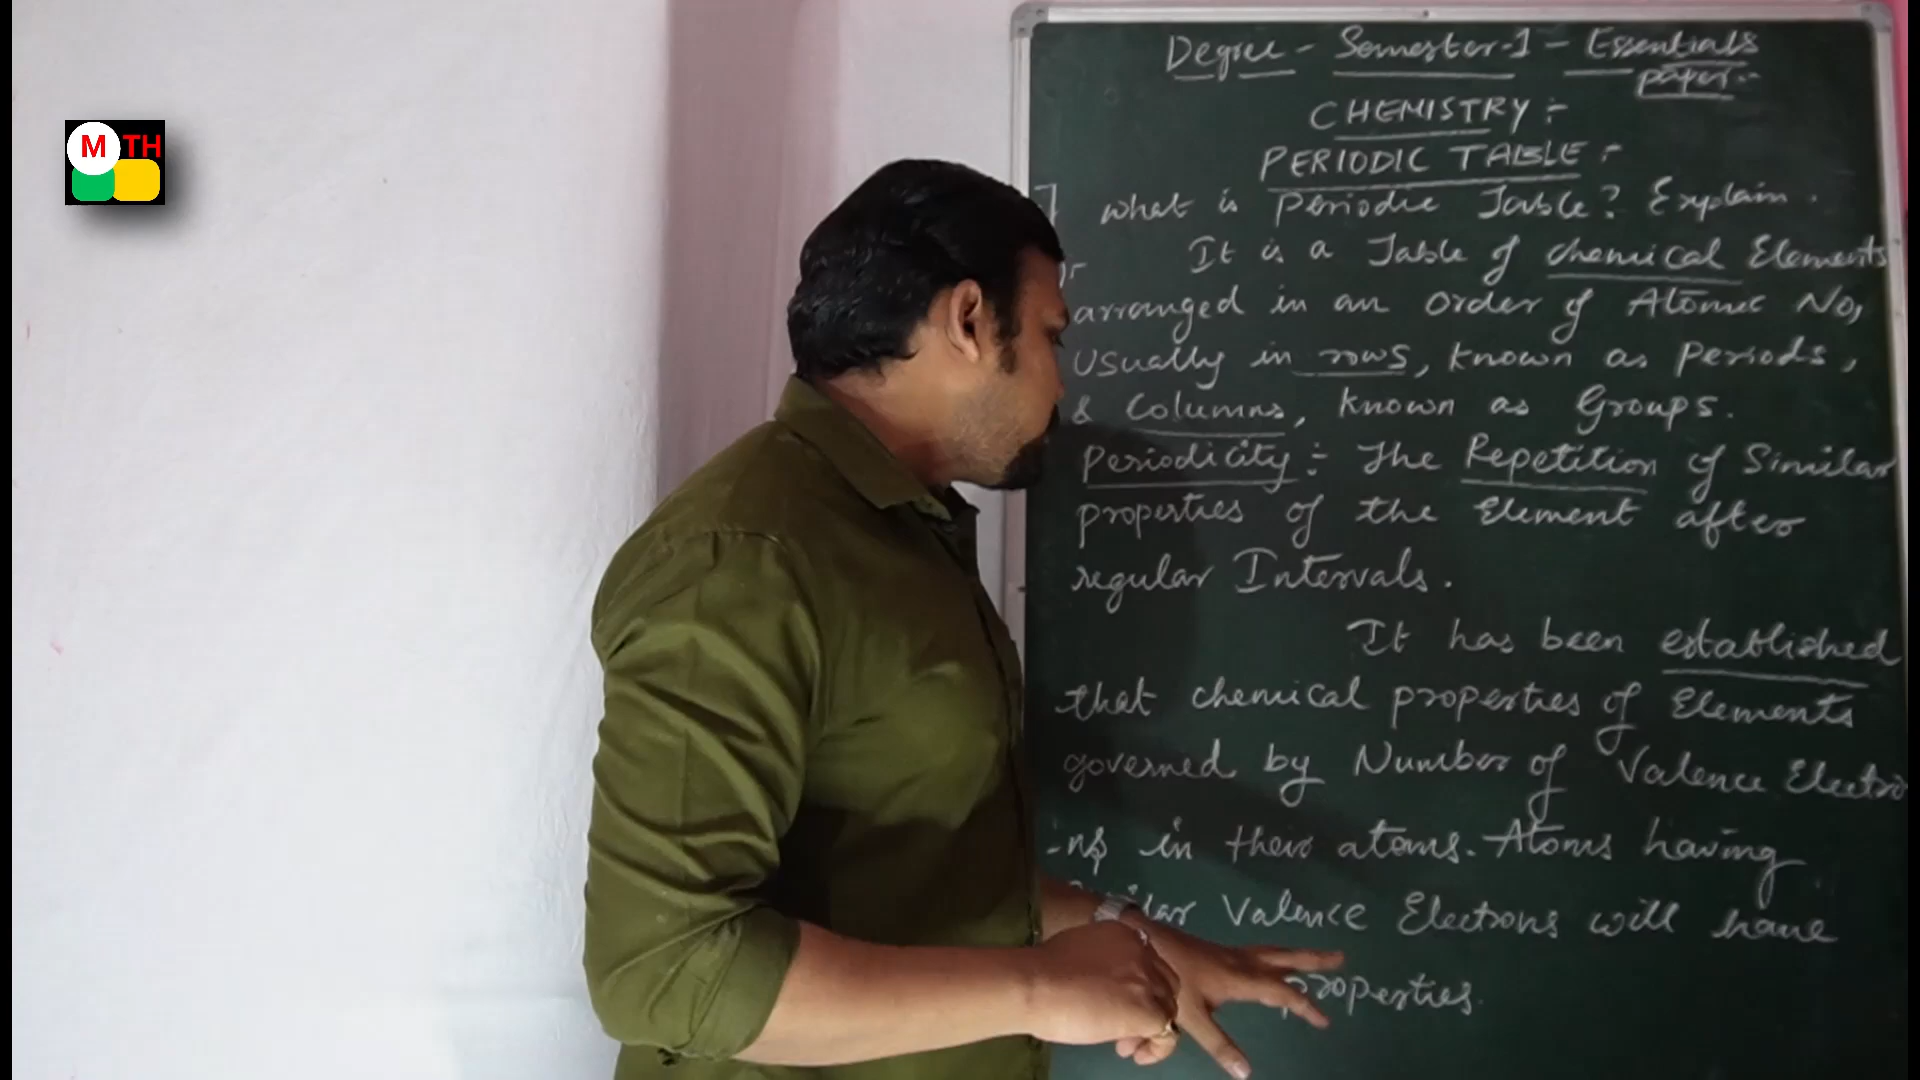 M TH
Degree - Semester-1 - Essentials
paper:-
CHEMISTRY :-
PERIODIC TABLE :-
what is Periodic Table? Explain.
It is a Table of chemical Elements
arranged in an order of Atomic No,
Usually in rows, known as Periods,
& Columns, known as Groups.
Periodicity :- The Repetition of Similar
properties of the Element after
regular Intervals.
It has been established
that chemical properties of Elements
governed by Number of Valence Electro
-ns in their atoms. Atoms having
Valence Electrons will have
properties.